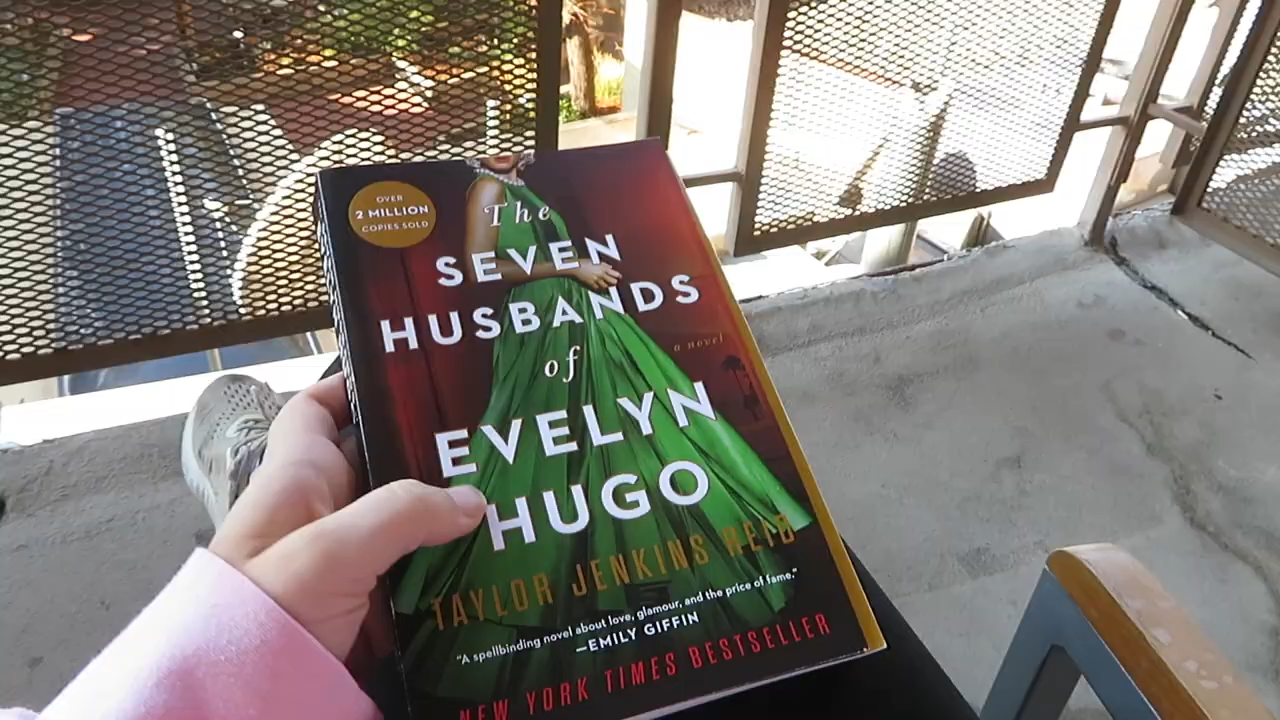 OVER
2 MILLION
COPIES SOLD
The
SEVEN
HUSBANDS
of
a novel
EVELYN
HUGO
TAYLOR JENKINS REID
“A spellbinding novel about love, glamour, and the price of fame.”
—EMILY GIFFIN
NEW YORK TIMES BESTSELLER